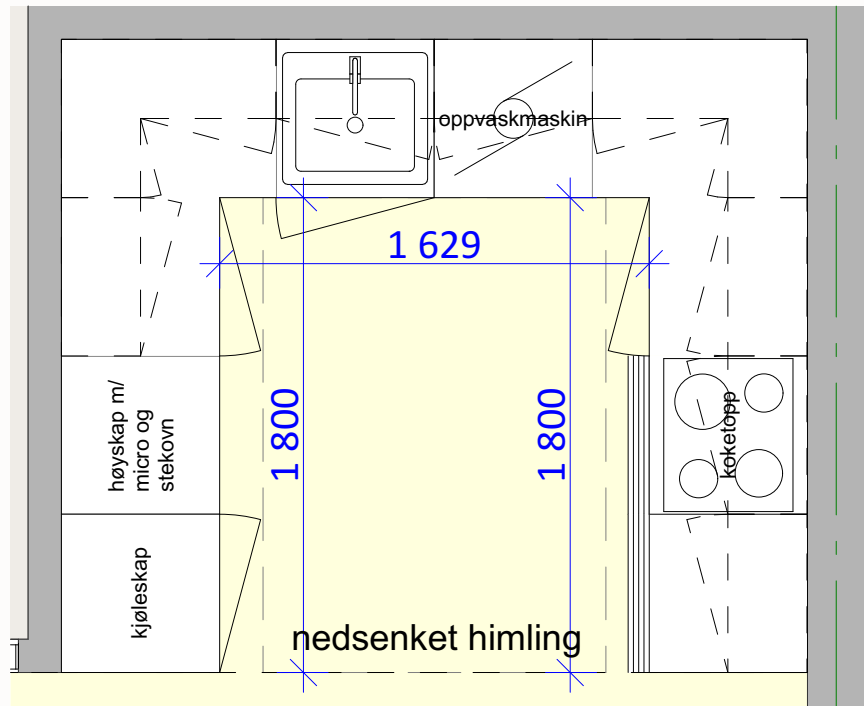 oppvaskmaskin
1 629
1 800
1 800
høyskap m/
micro og
stekovn
koketopp
kjøleskap
nedsenket himling